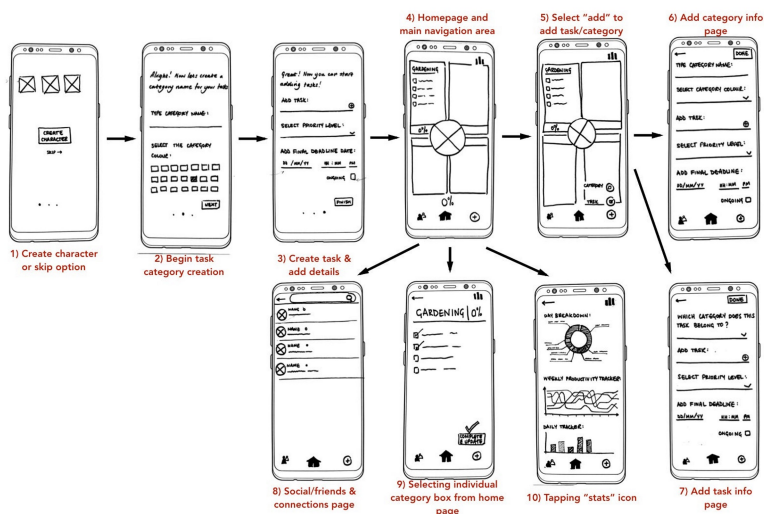 4) Homepage and
main navigation area
5) Select "add" to
add task/category
6) Add category info
page
CREATE
CHARACTER
SKIP →
1) Create character
or skip option
Alright! Now lets create a
category name for your tasks
TYPE CATEGORY NAME:
SELECT THE CATEGORY
COLOUR:
NEXT
2) Begin task
category creation
Great! Now you can start
adding tasks!
ADD TASK:
SELECT PRIORITY LEVEL:
ADD FINAL DEADLINE DATE:
DD/MM/YY HH:MM PM
ONGOING
FINISH
3) Create task &
add details
GARDENING
0%
0%
GARDENING
0%
CATEGORY
TASK
DONE
TYPE CATEGORY NAME:
SELECT CATEGORY COLOUR:
ADD TASK:
SELECT PRIORITY LEVEL:
ADD FINAL DEADLINE:
DD/MM/YY HH:MM PM
ONGOING
NAME
NAME
NAME
NAME
8) Social/friends &
connections page
GARDENING | 0%
COMPLETE
& UPDATE
9) Selecting individual
category box from home
page
DAY BREAKDOWN:
WEEKLY PRODUCTIVITY TRACKER:
DAILY TRACKER:
10) Tapping "stats" icon
DONE
WHICH CATEGORY DOES THIS
TASK BELONG TO?
ADD TASK:
SELECT PRIORITY LEVEL:
ADD FINAL DEADLINE:
DD/MM/YY HH:MM PM
ONGOING
7) Add task info
page